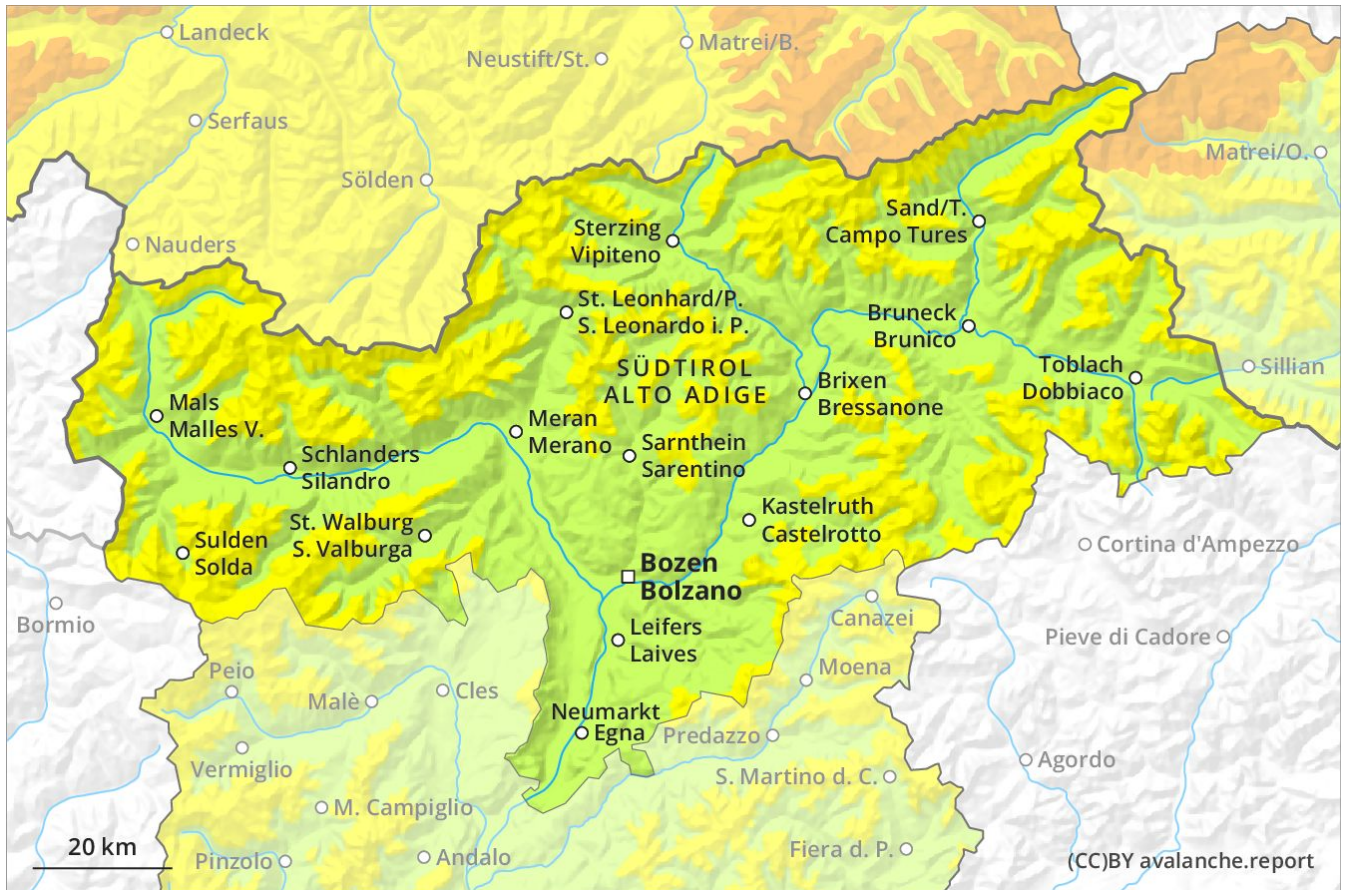 Landeck
Neustift/St.
Matrei/B.
Serfaus
Matrei/O.
Sölden
Nauders
Sand/T.
Campo Tures
Sterzing
Vipiteno
St. Leonhard/P.
S. Leonardo i. P.
Bruneck
Brunico
SÜDTIROL
ALTO ADIGE
Toblach
Dobbiaco
Sillian
Brixen
Bressanone
Mals
Malles V.
Meran
Merano
Sarnthein
Sarentino
Schlanders
Silandro
Kastelruth
Castelrotto
St. Walburg
S. Valburga
Sulden
Solda
Cortina d'Ampezzo
Bozen
Bolzano
Bormio
Canazei
Leifers
Laives
Pieve di Cadore
Peio
Moena
Malè
Cles
Neumarkt
Egna
Predazzo
Vermiglio
Agordo
S. Martino d. C.
M. Campiglio
20 km
Pinzolo
Andalo
Fiera d. P.
(CC)BY avalanche.report